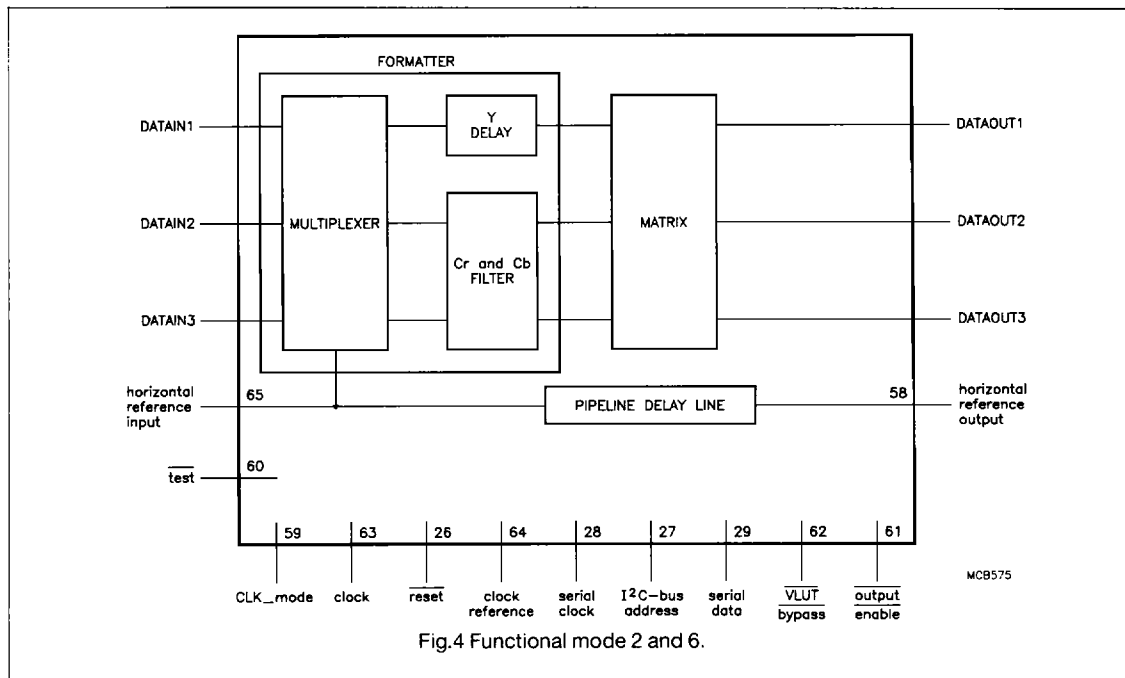 FORMATTER
DATAIN1
Y
DELAY
DATAOUT1
DATAIN2
MULTIPLEXER
Cr and Cb
FILTER
MATRIX
DATAOUT2
DATAIN3
DATAOUT3
horizontal
reference
input
65
PIPELINE DELAY LINE
58
horizontal
reference
output
test
60
59
63
26
64
28
27
29
62
61
CLK_mode
clock
reset
clock
reference
serial
clock
I²C-bus
address
serial
data
VLUT
bypass
output
enable
MCB575
Fig.4 Functional mode 2 and 6.